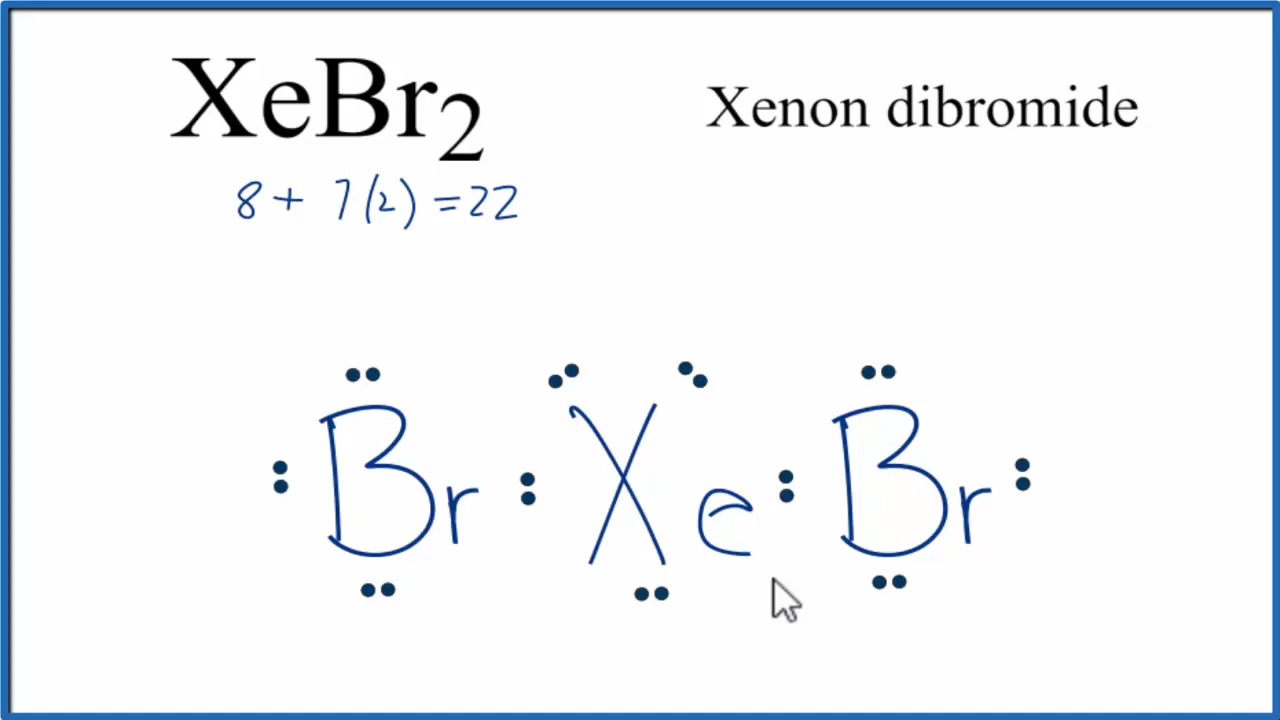 XeBr₂
Xenon dibromide
8 + 7(2) = 22
Br Xe Br